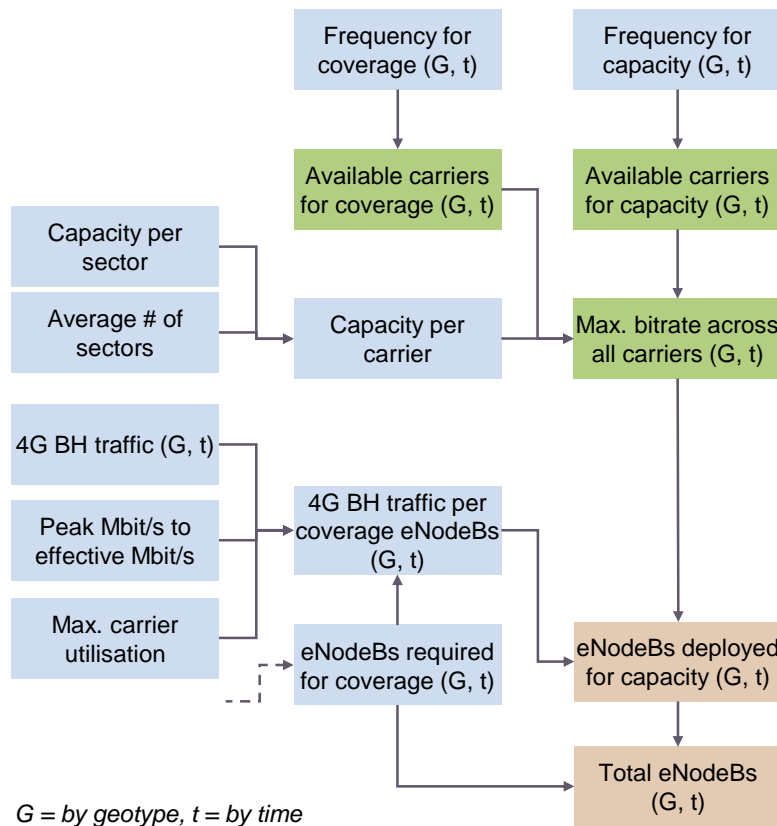 Frequency for
coverage (G, t)
Frequency for
capacity (G, t)
Available carriers
for coverage (G, t)
Available carriers
for capacity (G, t)
Capacity per
sector
Average # of
sectors
Capacity per
carrier
Max. bitrate across
all carriers (G, t)
4G BH traffic (G, t)
Peak Mbit/s to
effective Mbit/s
Max. carrier
utilisation
4G BH traffic per
coverage eNodeBs
(G, t)
eNodeBs required
for coverage (G, t)
eNodeBs deployed
for capacity (G, t)
Total eNodeBs
(G, t)
G = by geotype, t = by time